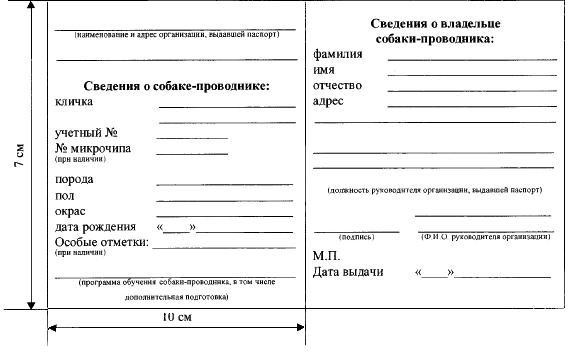 (наименование и адрес организации, выдавшей паспорт)
Сведения о собаке-проводнике:
кличка
учетный №
№ микрочипа
(при наличии)
порода
пол
окрас
дата рождения «____»
Особые отметки:
(при наличии)
(программа обучения собаки-проводника, в том числе
дополнительная подготовка)
Сведения о владельце
собаки-проводника:
фамилия
имя
отчество
адрес
(должность руководителя организации, выдавшей паспорт)
(подпись) (Ф.И.О. руководителя организации)
М.П.
Дата выдачи «____»
7 см
10 см